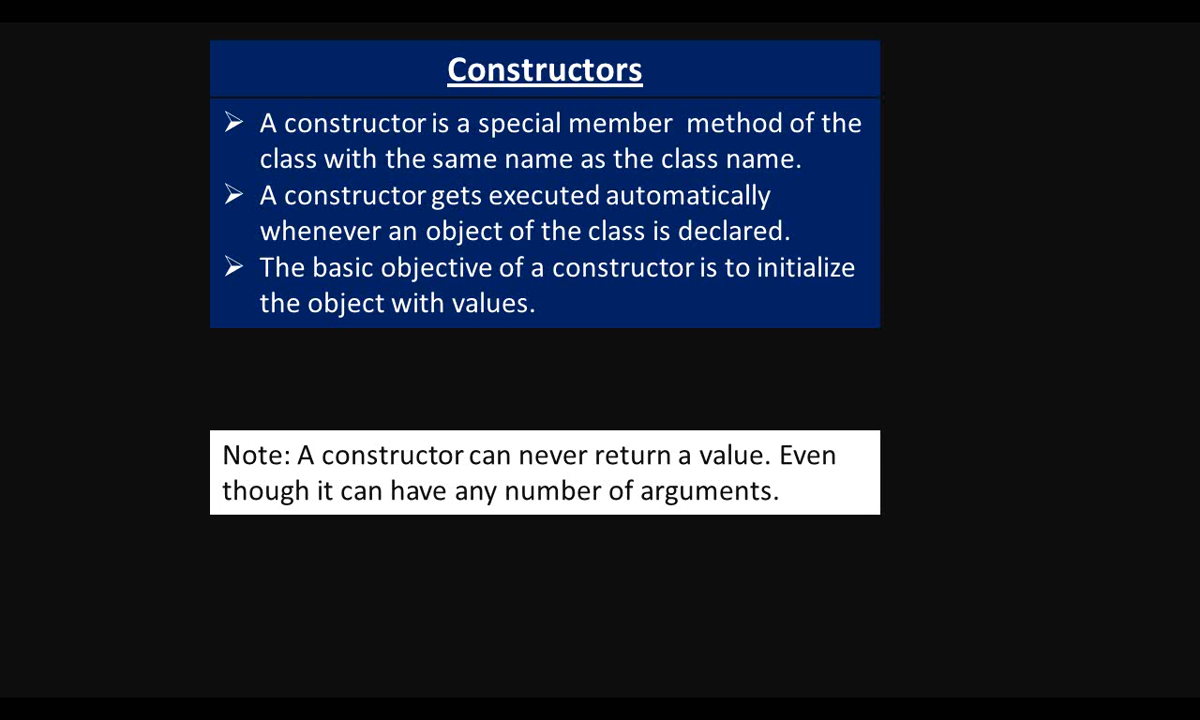 Constructors
➢ A constructor is a special member method of the
class with the same name as the class name.
➢ A constructor gets executed automatically
whenever an object of the class is declared.
➢ The basic objective of a constructor is to initialize
the object with values.
Note: A constructor can never return a value. Even
though it can have any number of arguments.